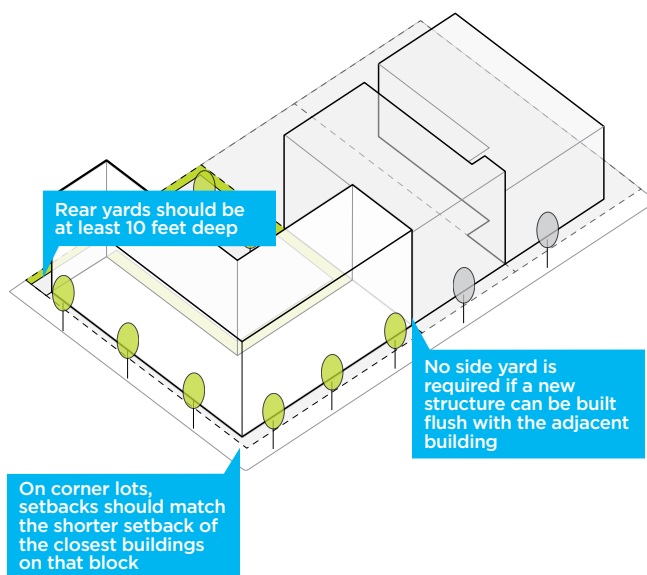 Rear yards should be
at least 10 feet deep
No side yard is
required if a new
structure can be built
flush with the adjacent
building
On corner lots,
setbacks should match
the shorter setback of
the closest buildings
on that block